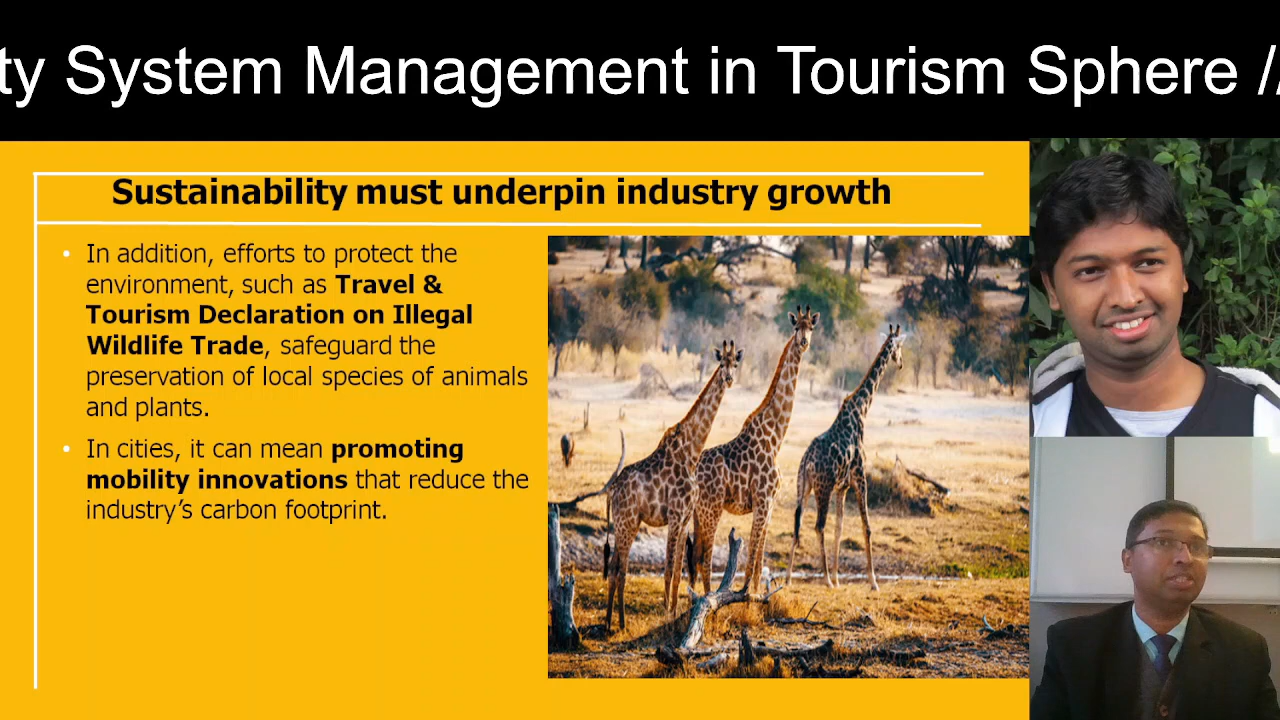 ty System Management in Tourism Sphere //
Sustainability must underpin industry growth
• In addition, efforts to protect the
environment, such as Travel &
Tourism Declaration on Illegal
Wildlife Trade, safeguard the
preservation of local species of animals
and plants.
• In cities, it can mean promoting
mobility innovations that reduce the
industry’s carbon footprint.